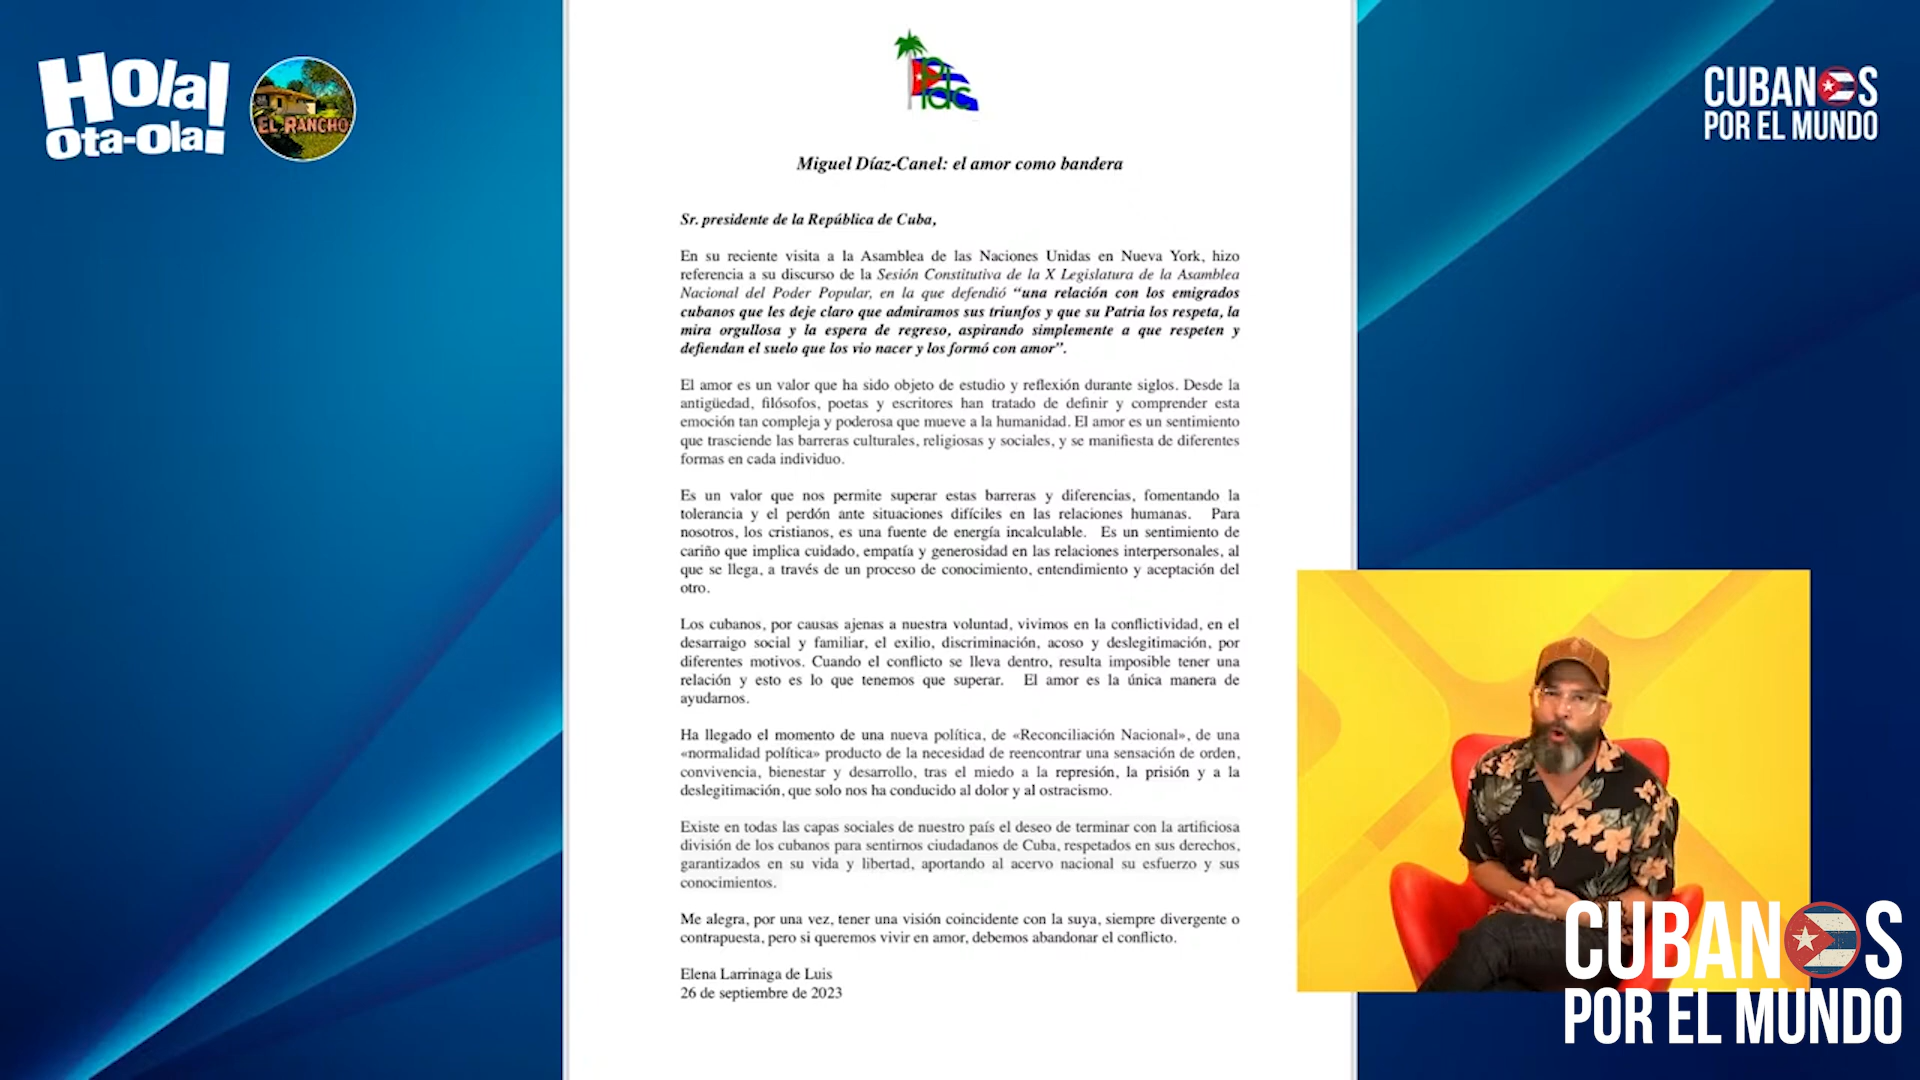 Hola!
Ota-Ola!
EL RANCHO
CUBANOS
POR EL MUNDO
Pdc
Miguel Díaz-Canel: el amor como bandera
Sr. presidente de la República de Cuba,
En su reciente visita a la Asamblea de las Naciones Unidas en Nueva York, hizo
referencia a su discurso de la Sesión Constitutiva de la X Legislatura de la Asamblea
Nacional del Poder Popular, en la que defendió “una relación con los emigrados
cubanos que les deje claro que admiramos sus triunfos y que su Patria los respeta, la
mira orgullosa y la espera de regreso, aspirando simplemente a que respeten y
defiendan el suelo que los vio nacer y los formó con amor”.
El amor es un valor que ha sido objeto de estudio y reflexión durante siglos. Desde la
antigüedad, filósofos, poetas y escritores han tratado de definir y comprender esta
emoción tan compleja y poderosa que mueve a la humanidad. El amor es un sentimiento
que trasciende las barreras culturales, religiosas y sociales, y se manifiesta de diferentes
formas en cada individuo.
Es un valor que nos permite superar estas barreras y diferencias, fomentando la
tolerancia y el perdón ante situaciones difíciles en las relaciones humanas. Para
nosotros, los cristianos, es una fuente de energía incalculable. Es un sentimiento de
cariño que implica cuidado, empatía y generosidad en las relaciones interpersonales, al
que se llega, a través de un proceso de conocimiento, entendimiento y aceptación del
otro.
Los cubanos, por causas ajenas a nuestra voluntad, vivimos en la conflictividad, en el
desarraigo social y familiar, el exilio, discriminación, acoso y deslegitimación, por
diferentes motivos. Cuando el conflicto se lleva dentro, resulta imposible tener una
relación y esto es lo que tenemos que superar. El amor es la única manera de
ayudarnos.
Ha llegado el momento de una nueva política, de «Reconciliación Nacional», de una
«normalidad política» producto de la necesidad de reencontrar una sensación de orden,
convivencia, bienestar y desarrollo, tras el miedo a la represión, la prisión y a la
deslegitimación, que solo nos ha conducido al dolor y al ostracismo.
Existe en todas las capas sociales de nuestro país el deseo de terminar con la artificiosa
división de los cubanos para sentirnos ciudadanos de Cuba, respetados en sus derechos,
garantizados en su vida y libertad, aportando al acervo nacional su esfuerzo y sus
conocimientos.
Me alegra, por una vez, tener una visión coincidente con la suya, siempre divergente o
contrapuesta, pero si queremos vivir en amor, debemos abandonar el conflicto.
Elena Larrinaga de Luis
26 de septiembre de 2023
CUBANOS
POR EL MUNDO